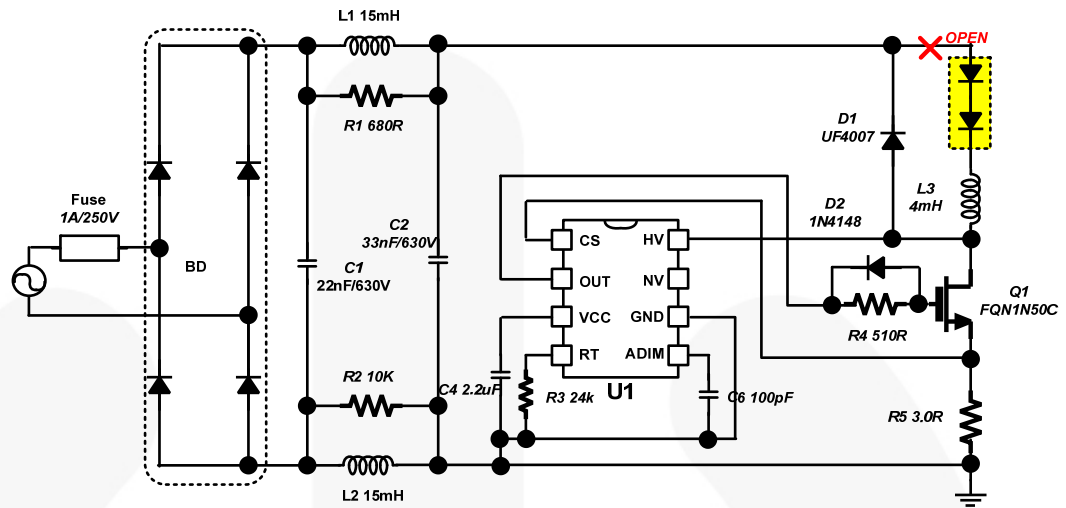 L1 15mH
OPEN
R1 680R
D1
UF4007
Fuse
1A/250V
L3
4mH
D2
1N4148
C2
33nF/630V
CS
HV
BD
C1
22nF/630V
OUT
NV
Q1
FQN1N50C
VCC
GND
R4 510R
RT
ADIM
R2 10K
C4 2.2uF
R3 24k
U1
C6 100pF
R5 3.0R
L2 15mH